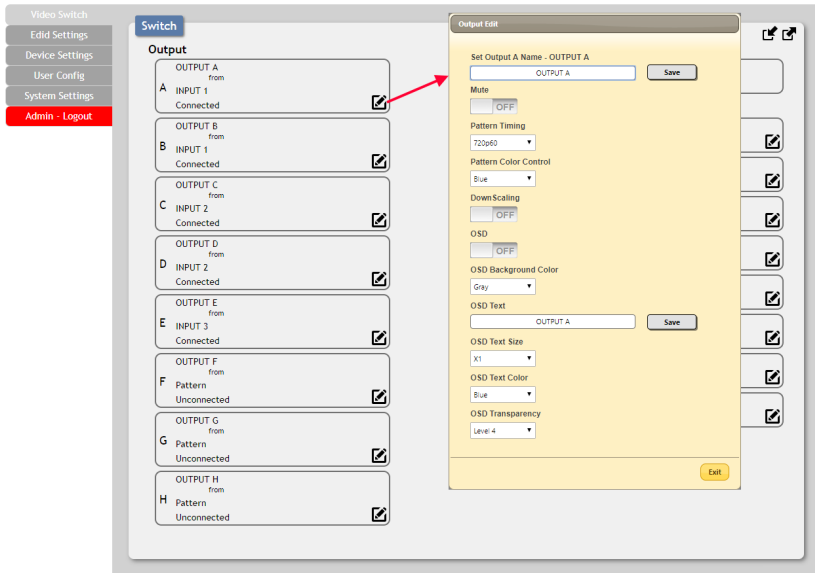 Video Switch
Edid Settings
Device Settings
User Config
System Settings
Admin - Logout
Switch
Output
OUTPUT A
from
A
INPUT 1
Connected
OUTPUT B
from
B
INPUT 1
Connected
OUTPUT C
from
C
INPUT 2
Connected
OUTPUT D
from
D
INPUT 2
Connected
OUTPUT E
from
E
INPUT 3
Connected
OUTPUT F
from
F
Pattern
Unconnected
OUTPUT G
from
G
Pattern
Unconnected
OUTPUT H
from
H
Pattern
Unconnected
Output Edit
Set Output A Name - OUTPUT A
OUTPUT A Save
Mute
OFF
Pattern Timing
720p60
Pattern Color Control
Blue
DownScaling
OFF
OSD
OFF
OSD Background Color
Gray
OSD Text
OUTPUT A Save
OSD Text Size
X1
OSD Text Color
Blue
OSD Transparency
Level 4
Exit